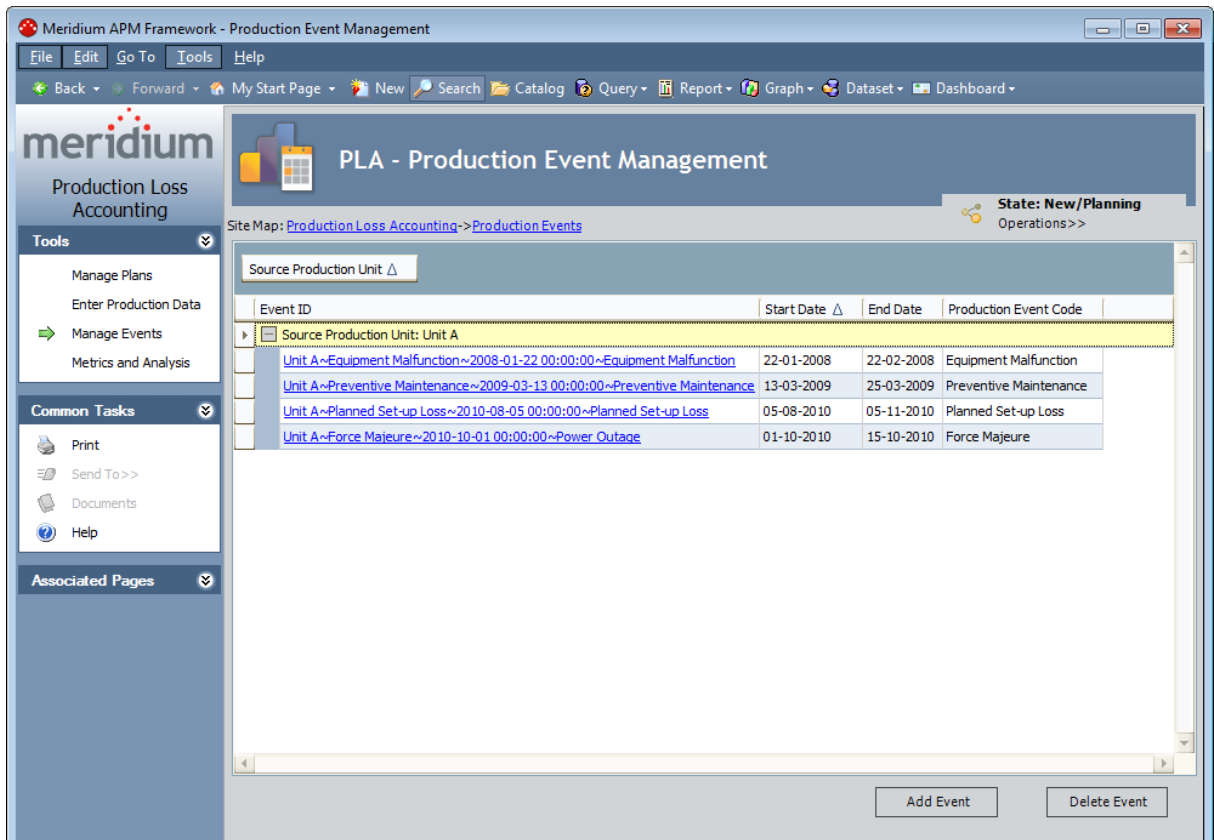 Meridium APM Framework - Production Event Management
File Edit Go To Tools Help
Back Forward My Start Page New Search Catalog Query Report Graph Dataset Dashboard
meridium
Production Loss
Accounting
PLA - Production Event Management
State: New/Planning
Operations>>
Site Map: Production Loss Accounting->Production Events
Tools
Manage Plans
Enter Production Data
Manage Events
Metrics and Analysis
Common Tasks
Print
Send To>>
Documents
Help
Associated Pages
Source Production Unit
Event ID Start Date End Date Production Event Code
Source Production Unit: Unit A
Unit A~Equipment Malfunction~2008-01-22 00:00:00~Equipment Malfunction 22-01-2008 22-02-2008 Equipment Malfunction
Unit A~Preventive Maintenance~2009-03-13 00:00:00~Preventive Maintenance 13-03-2009 25-03-2009 Preventive Maintenance
Unit A~Planned Set-up Loss~2010-08-05 00:00:00~Planned Set-up Loss 05-08-2010 05-11-2010 Planned Set-up Loss
Unit A~Force Majeure~2010-10-01 00:00:00~Power Outage 01-10-2010 15-10-2010 Force Majeure
Add Event Delete Event